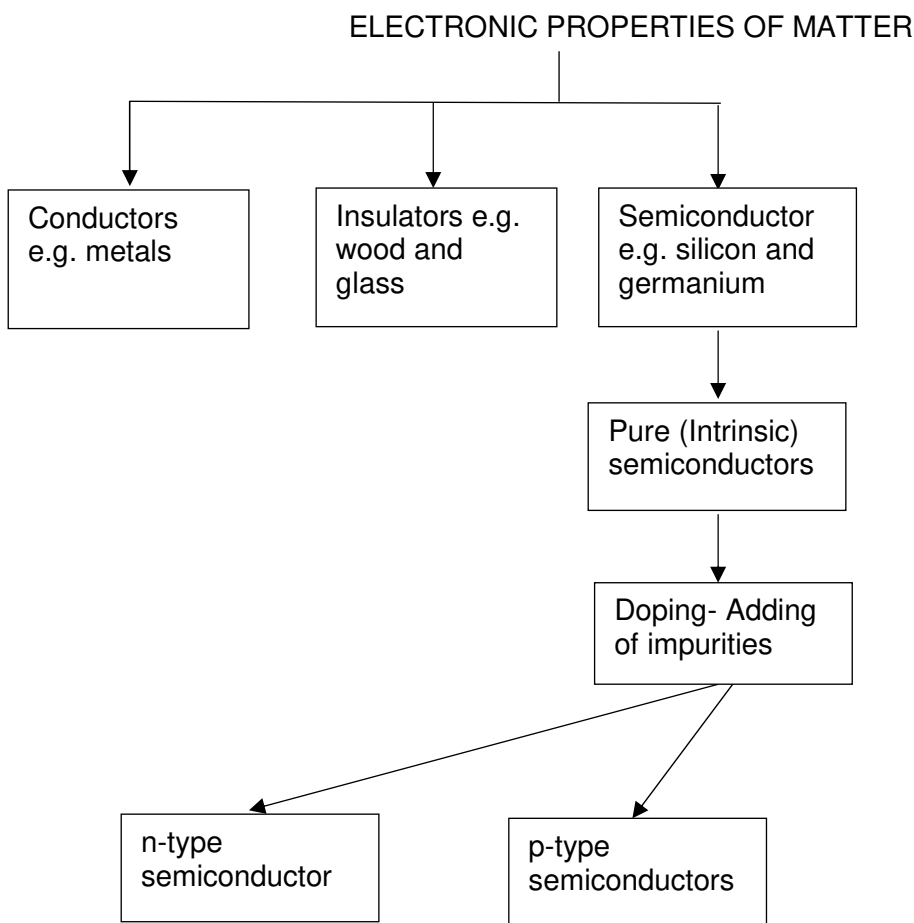 ELECTRONIC PROPERTIES OF MATTER
Conductors
e.g. metals
Insulators e.g.
wood and
glass
Semiconductor
e.g. silicon and
germanium
Pure (Intrinsic)
semiconductors
Doping- Adding
of impurities
n-type
semiconductor
p-type
semiconductors